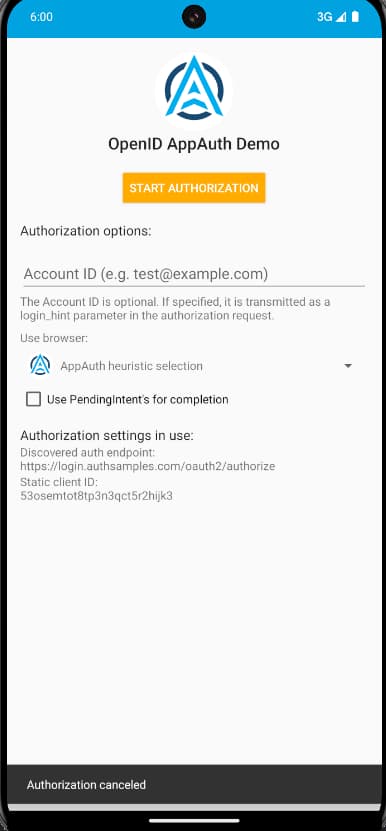 6:00
3G
OpenID AppAuth Demo
START AUTHORIZATION
Authorization options:
Account ID (e.g. test@example.com)
The Account ID is optional. If specified, it is transmitted as a
login_hint parameter in the authorization request.
Use browser:
AppAuth heuristic selection
Use PendingIntent's for completion
Authorization settings in use:
Discovered auth endpoint:
https://login.authsamples.com/oauth2/authorize
Static client ID:
53osemtot8tp3n3qct5r2hijk3
Authorization canceled